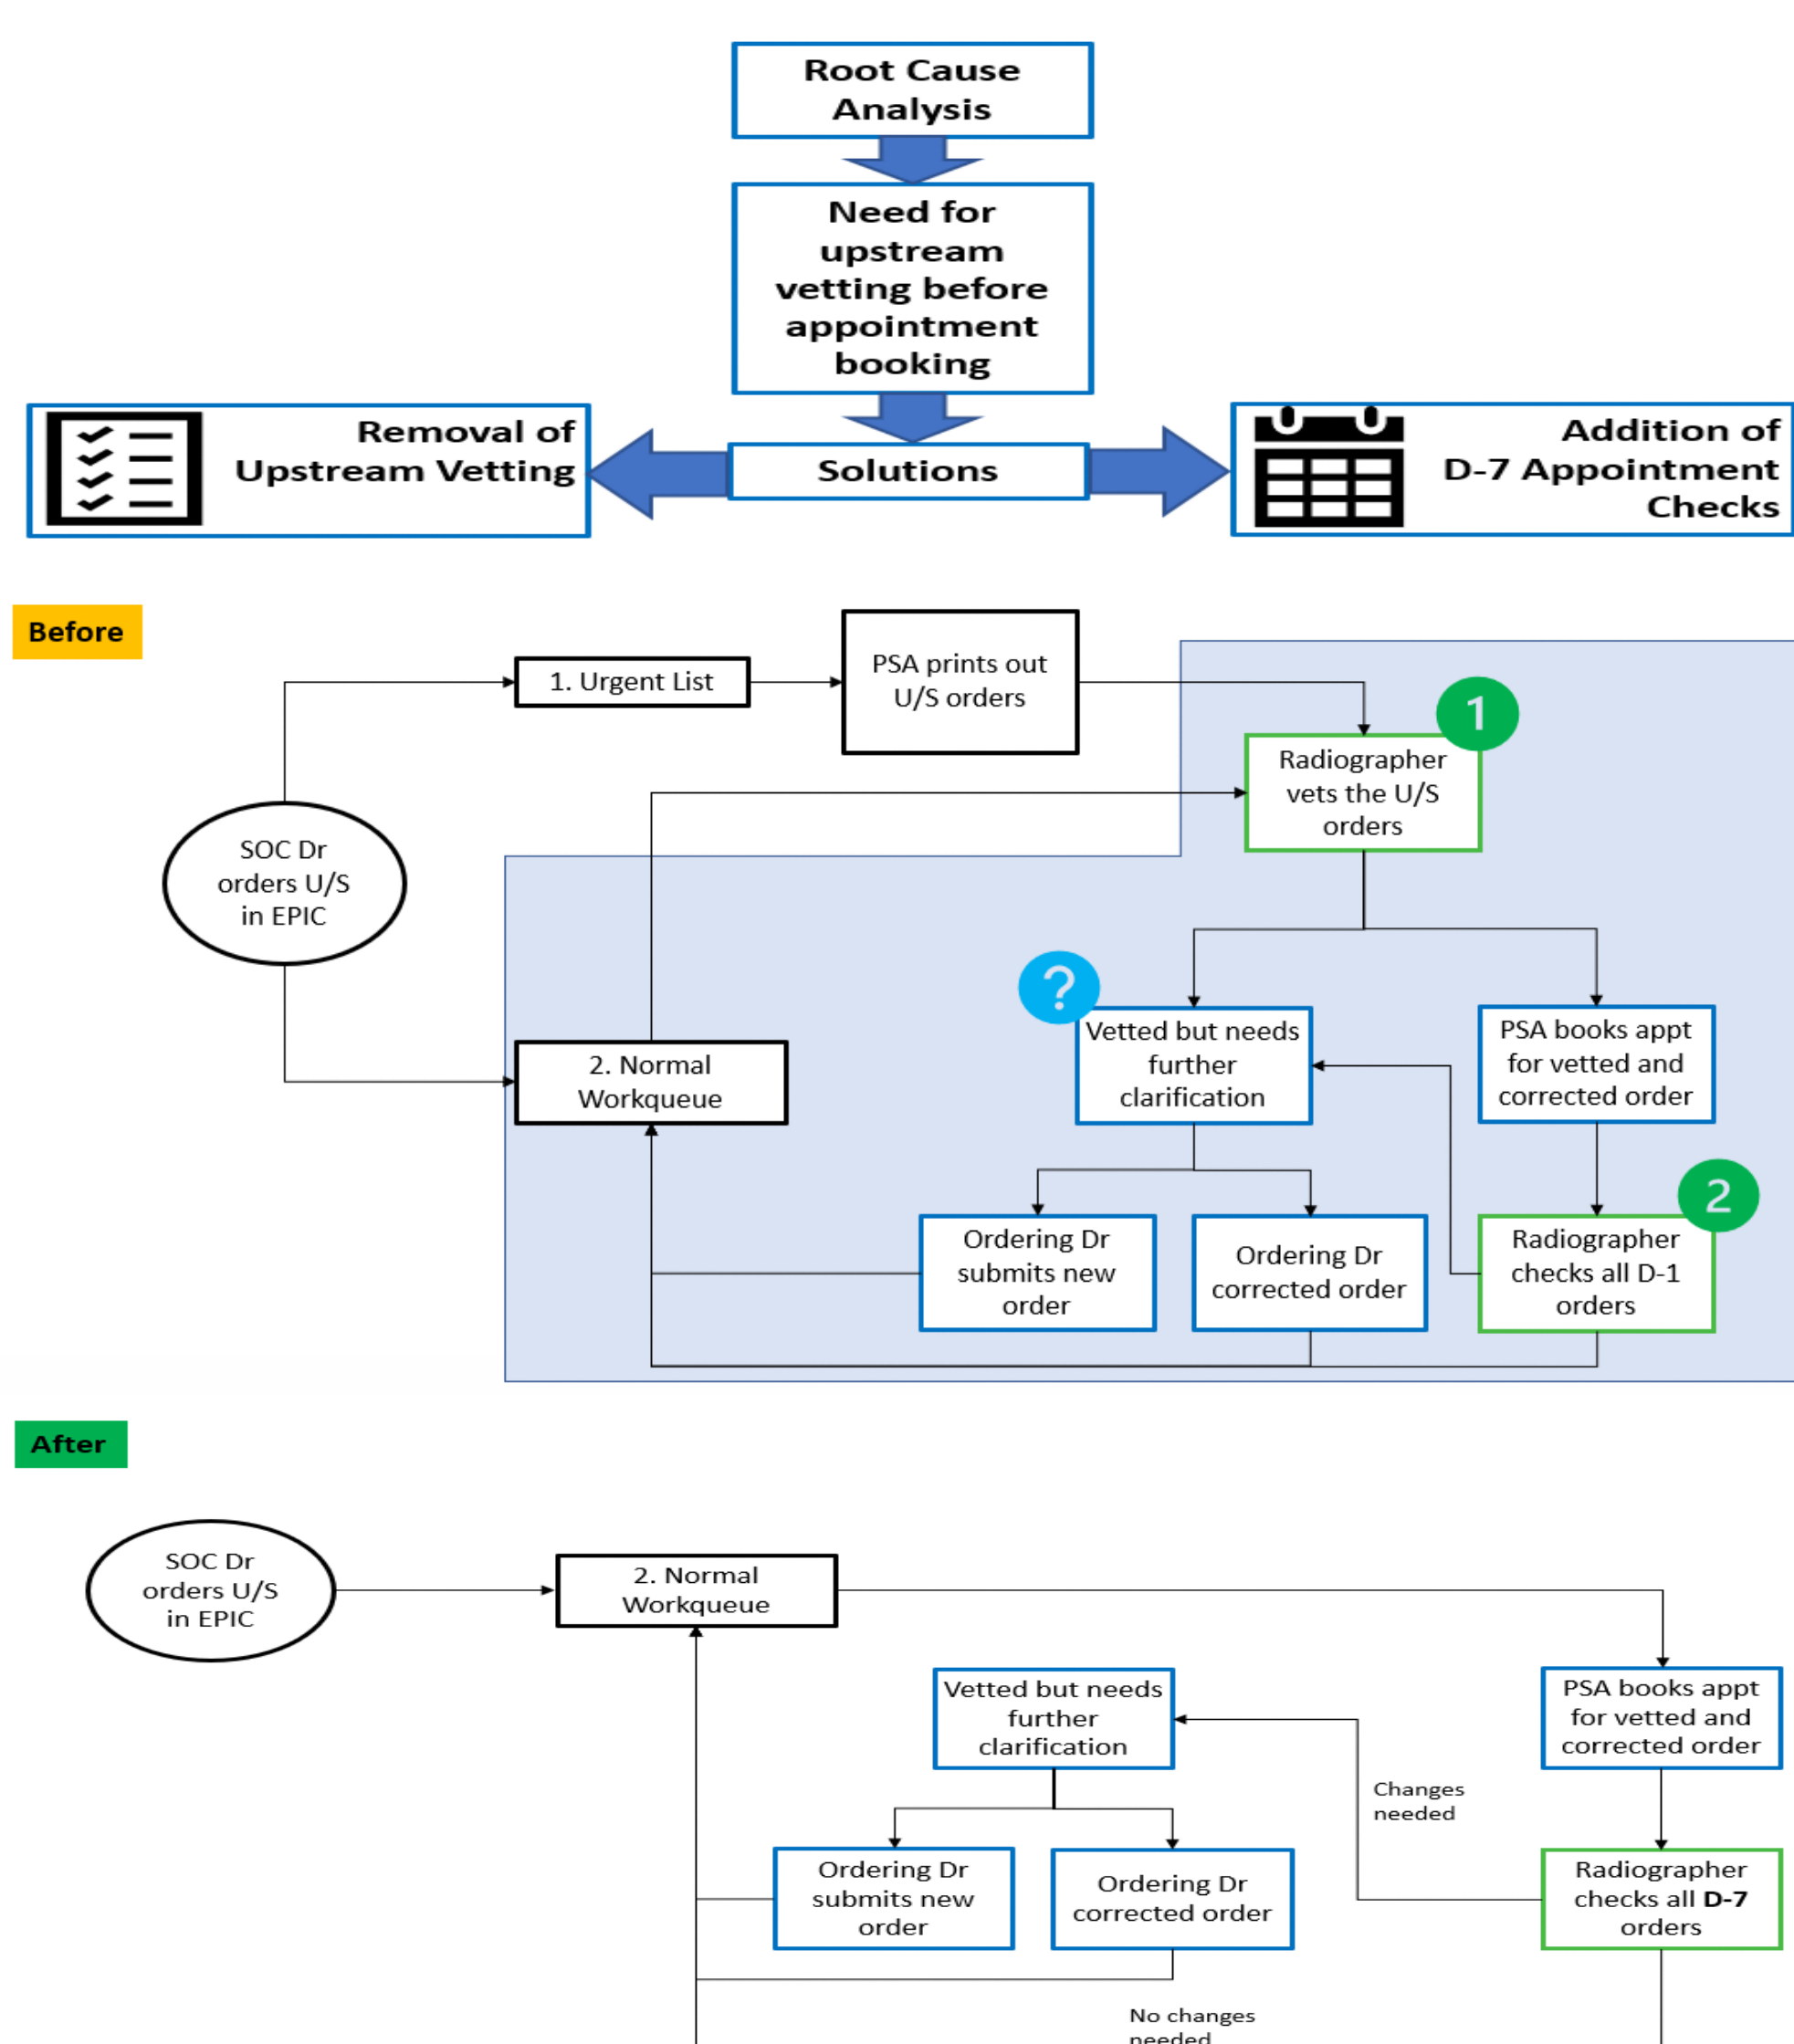 Root Cause
Analysis
Need for
upstream
vetting before
appointment
booking
Removal of
Upstream Vetting
Solutions
Addition of
D-7 Appointment
Checks
Before
1. Urgent List
PSA prints out
U/S orders
1
Radiographer
vets the U/S
orders
SOC Dr
orders U/S
in EPIC
?
Vetted but needs
further
clarification
PSA books appt
for vetted and
corrected order
2. Normal
Workqueue
2
Ordering Dr
submits new
order
Ordering Dr
corrected order
Radiographer
checks all D-1
orders
After
SOC Dr
orders U/S
in EPIC
2. Normal
Workqueue
Vetted but needs
further
clarification
PSA books appt
for vetted and
corrected order
Changes
needed
Ordering Dr
submits new
order
Ordering Dr
corrected order
Radiographer
checks all D-7
orders
No changes
needed